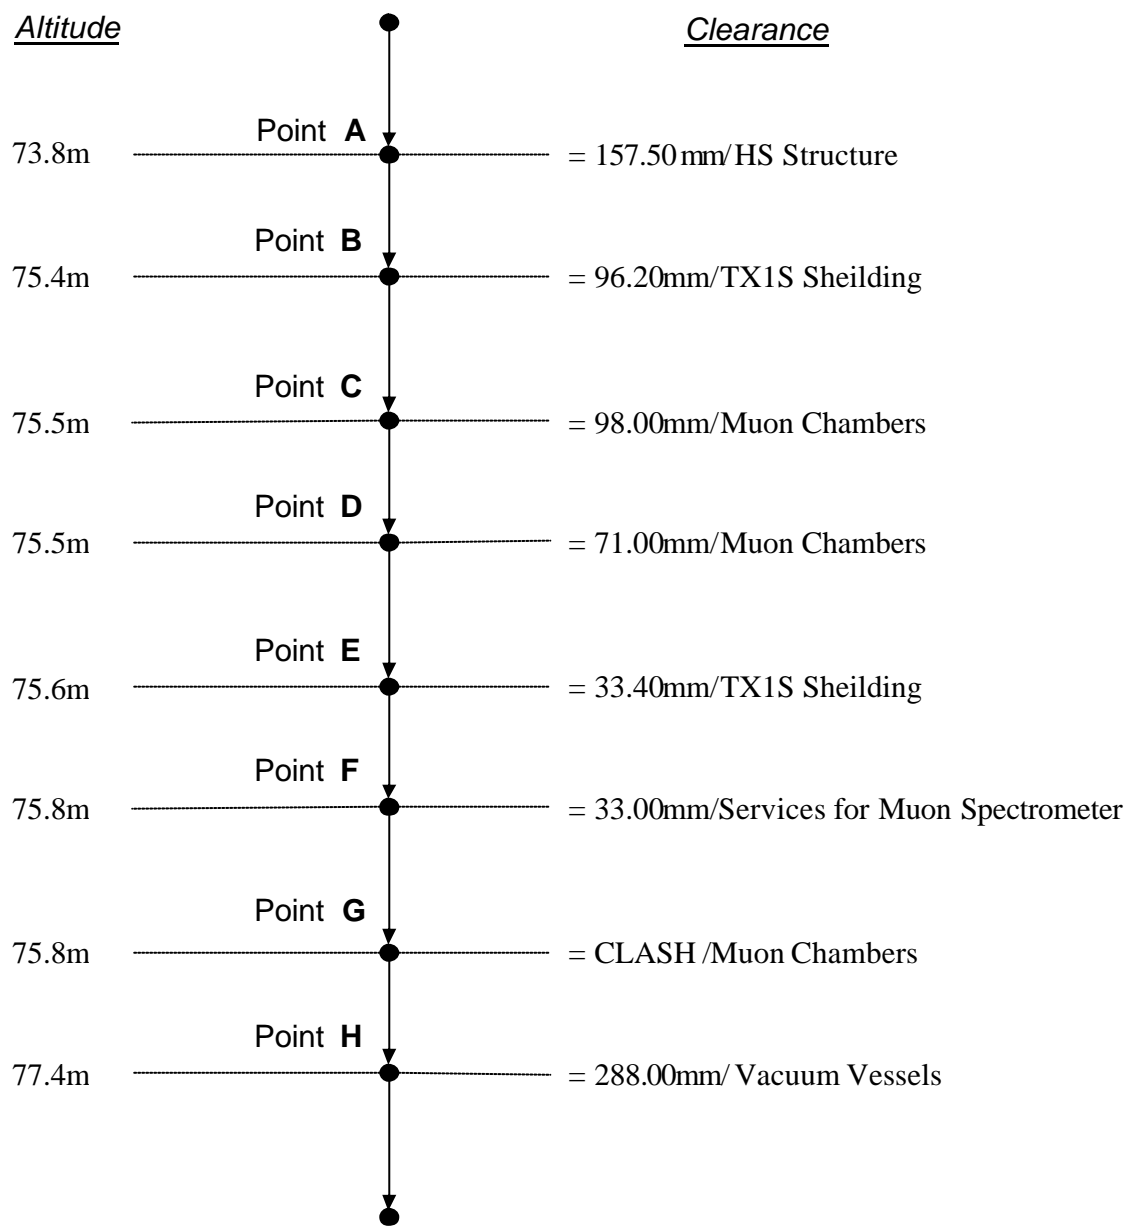 Altitude Clearance
Point A
73.8m = 157.50mm/HS Structure
Point B
75.4m = 96.20mm/TX1S Sheilding
Point C
75.5m = 98.00mm/Muon Chambers
Point D
75.5m = 71.00mm/Muon Chambers
Point E
75.6m = 33.40mm/TX1S Sheilding
Point F
75.8m = 33.00mm/Services for Muon Spectrometer
Point G
75.8m = CLASH /Muon Chambers
Point H
77.4m = 288.00mm/ Vacuum Vessels